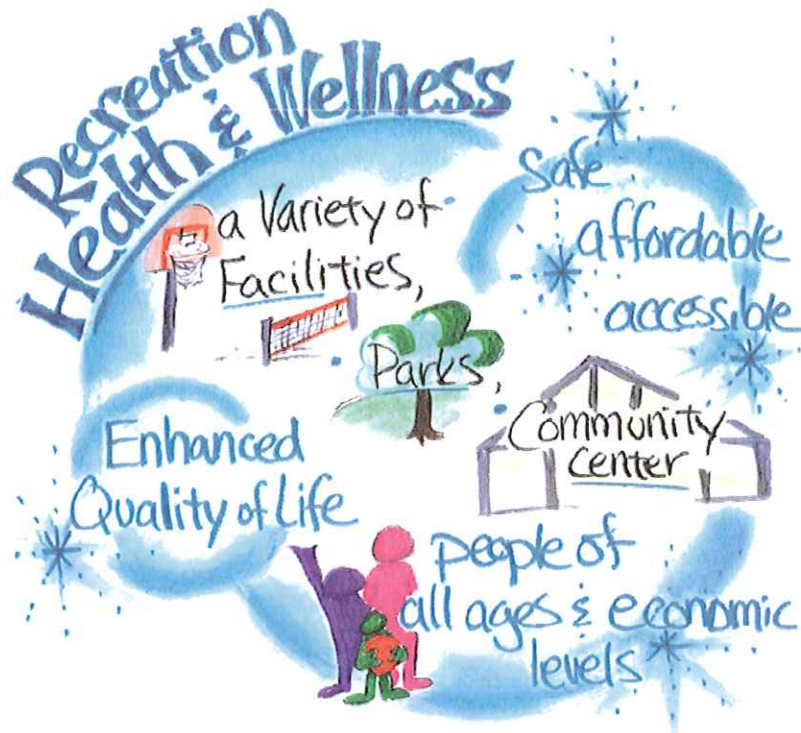 Recreation
Health & Wellness
a Variety of
Facilities,
Parks,
Community
Center
Safe
affordable
accessible
Enhanced
Quality of Life
people of
all ages & economic
levels